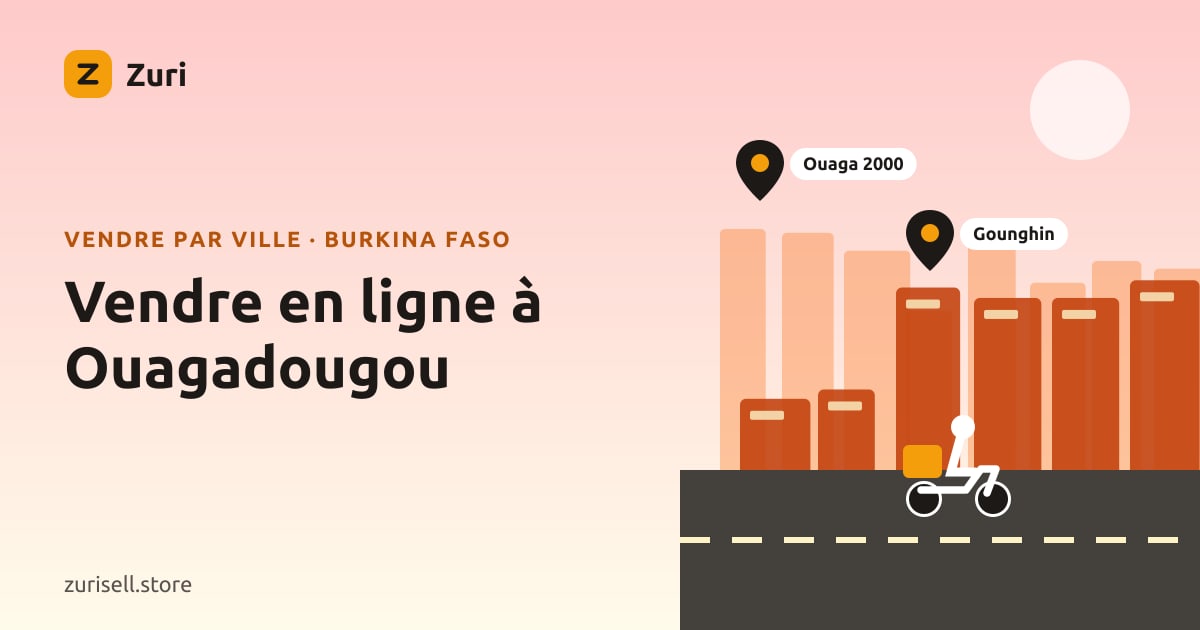 Z Zuri
VENDRE PAR VILLE · BURKINA FASO
Vendre en ligne à
Ouagadougou
zurisell.store
Ouaga 2000
Gounghin